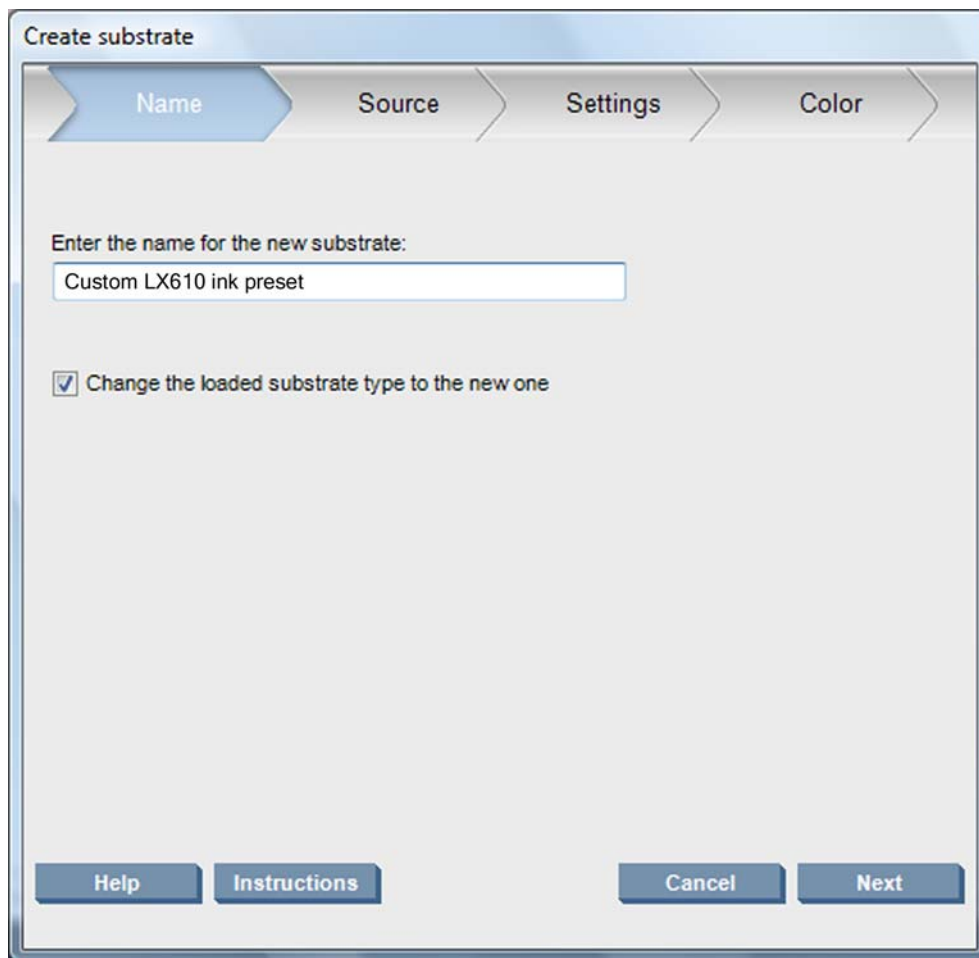 Create substrate
Name Source Settings Color
Enter the name for the new substrate:
Custom LX610 ink preset
Change the loaded substrate type to the new one
Help Instructions Cancel Next